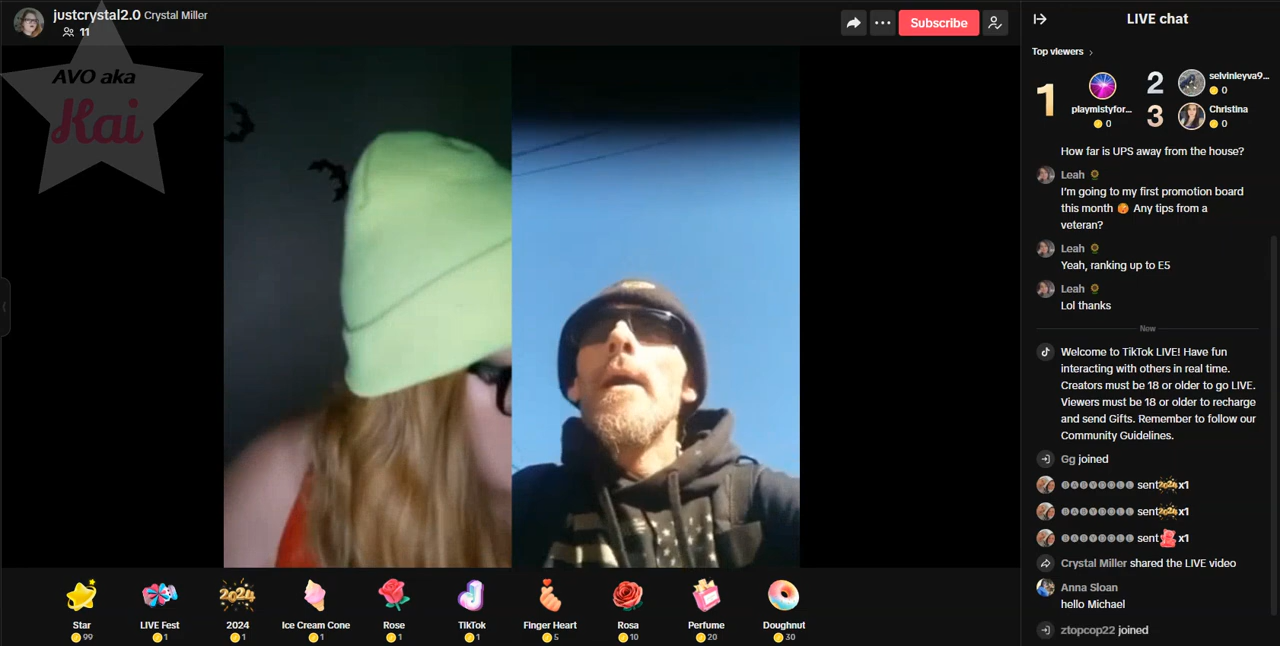 justcrystal2.0 Crystal Miller
11
Subscribe
AVO aka
Kai
LIVE chat
Top viewers
1
playmistyfor...
0
2
selvinleyva9...
0
3
Christina
0
How far is UPS away from the house?
Leah
I'm going to my first promotion board
this month Any tips from a
veteran?
Leah
Yeah, ranking up to E5
Leah
Lol thanks
Now
Welcome to TikTok LIVE! Have fun
interacting with others in real time.
Creators must be 18 or older to go LIVE.
Viewers must be 18 or older to recharge
and send Gifts. Remember to follow our
Community Guidelines.
Gg joined
🅑🅐🅑🅨🅓🅞🅛🅛 sent 2024 x1
🅑🅐🅑🅨🅓🅞🅛🅛 sent 2024 x1
🅑🅐🅑🅨🅓🅞🅛🅛 sent x1
Crystal Miller shared the LIVE video
Anna Sloan
hello Michael
ztopcop22 joined
2024
Star
99
LIVE Fest
1
2024
1
Ice Cream Cone
1
Rose
1
TikTok
1
Finger Heart
5
Rosa
10
Perfume
20
Doughnut
30